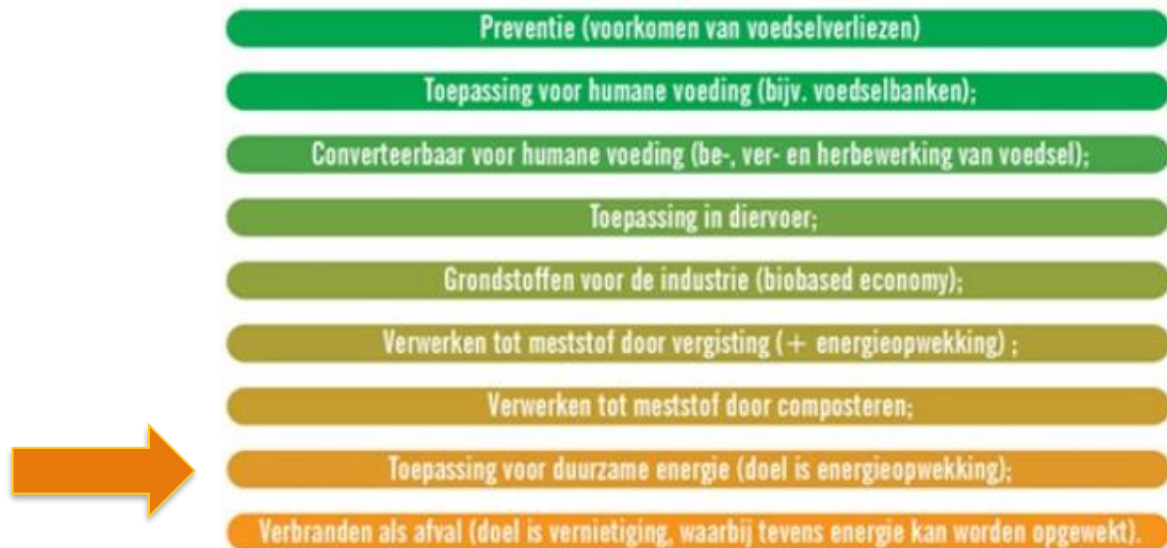 Preventie (voorkomen van voedselverliezen)
Toepassing voor humane voeding (bijv. voedselbanken);
Converteerbaar voor humane voeding (be-, ver- en herbewerking van voedsel);
Toepassing in diervoer;
Grondstoffen voor de industrie (biobased economy);
Verwerken tot meststof door vergisting (+ energieopwekking) ;
Verwerken tot meststof door composteren;
Toepassing voor duurzame energie (doel is energieopwekking);
Verbranden als afval (doel is vernietiging, waarbij tevens energie kan worden opgewekt).